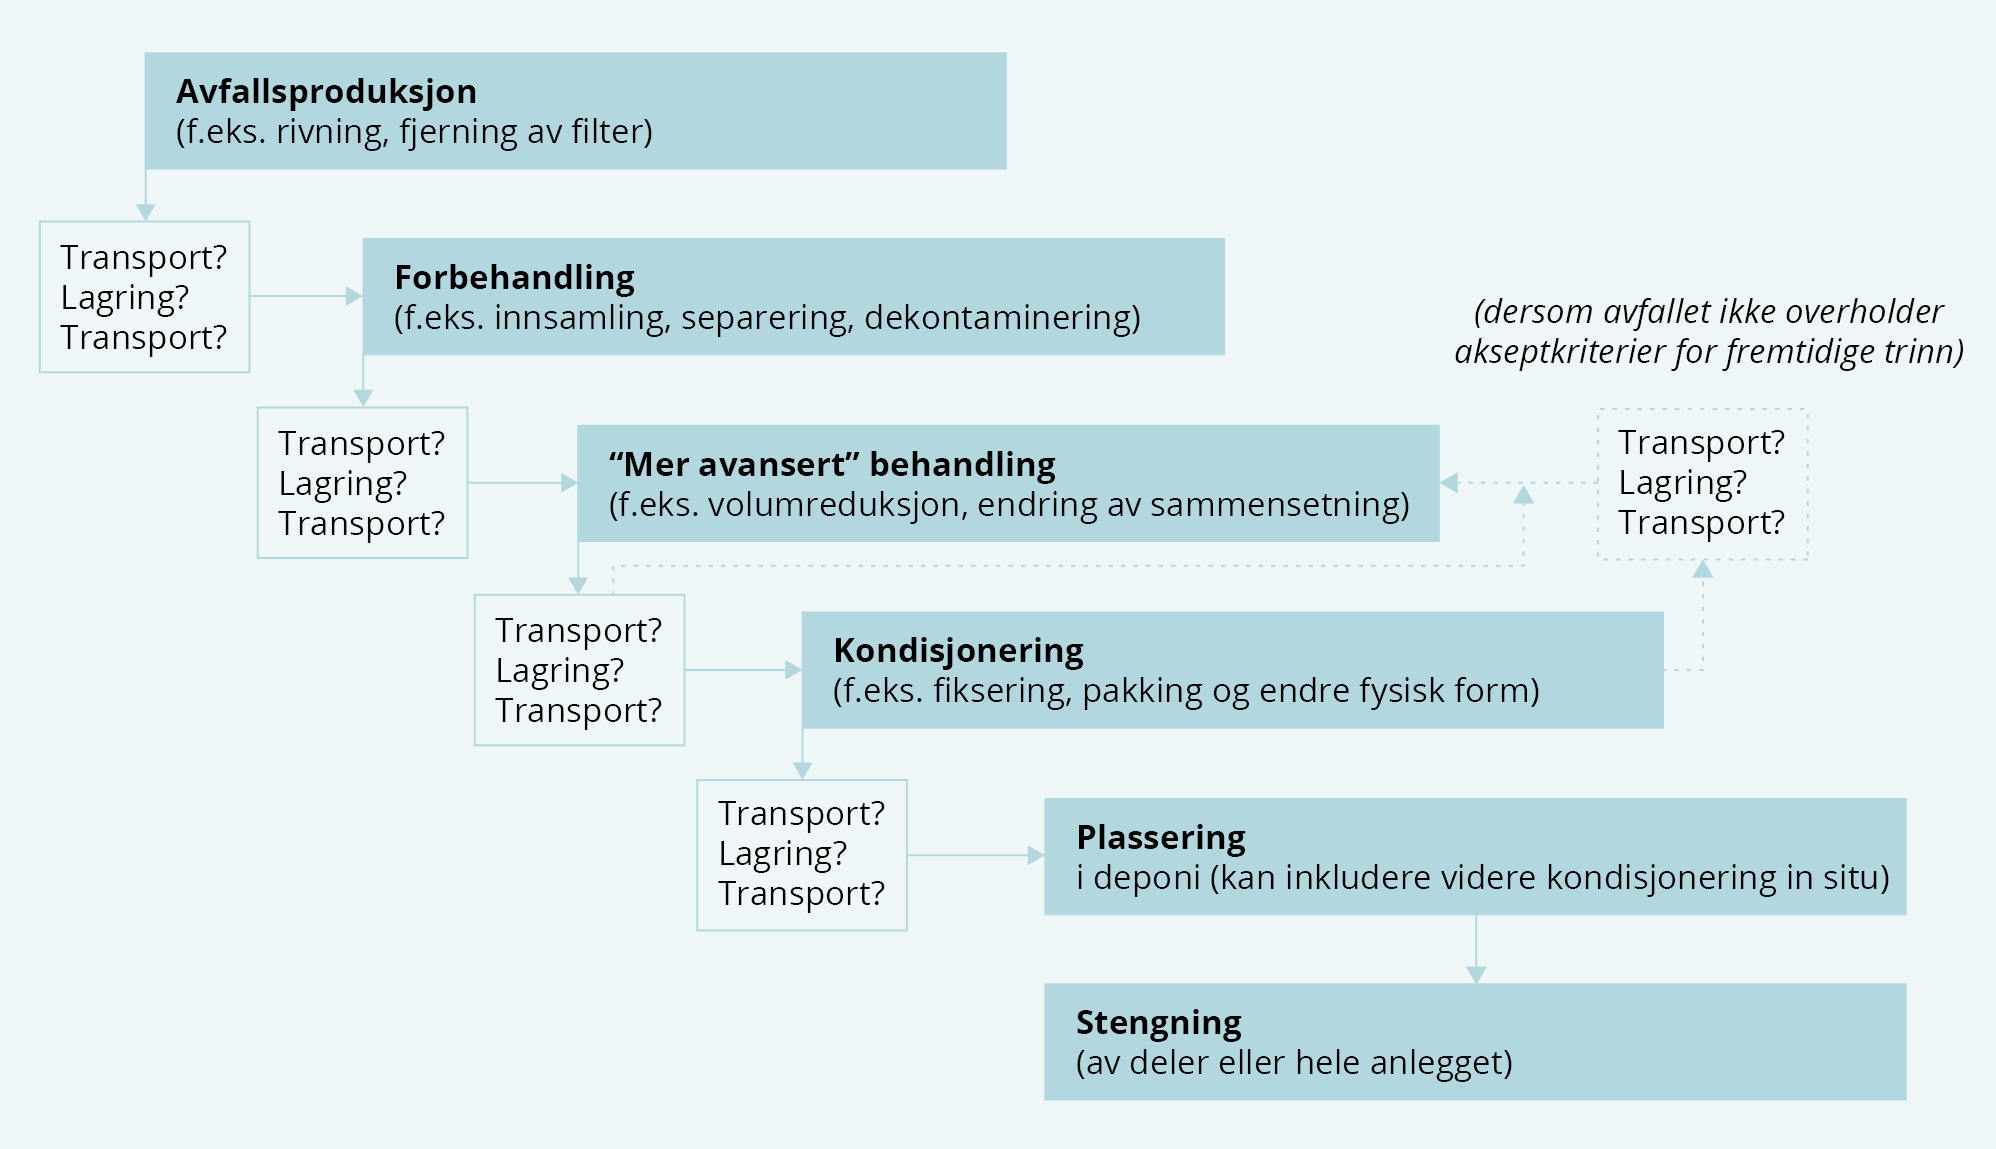 Avfallsproduksjon
(f.eks. rivning, fjerning av filter)
Transport?
Lagring?
Transport?
Forbehandling
(f.eks. innsamling, separering, dekontaminering)
(dersom avfallet ikke overholder
akseptkriterier for fremtidige trinn)
Transport?
Lagring?
Transport?
“Mer avansert” behandling
(f.eks. volumreduksjon, endring av sammensetning)
Transport?
Lagring?
Transport?
Transport?
Lagring?
Transport?
Kondisjonering
(f.eks. fiksering, pakking og endre fysisk form)
Transport?
Lagring?
Transport?
Plassering
i deponi (kan inkludere videre kondisjonering in situ)
Stengning
(av deler eller hele anlegget)